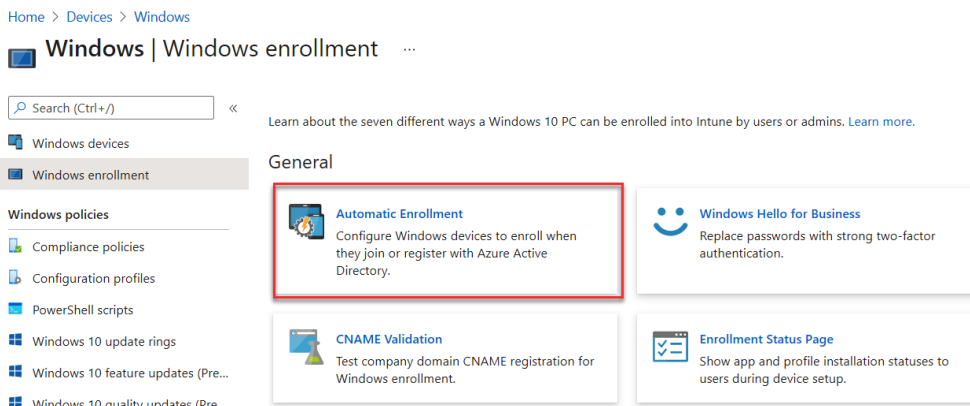 Home > Devices > Windows
Windows | Windows enrollment ...
Search (Ctrl+/)
«
Windows devices
Windows enrollment
Windows policies
Compliance policies
Configuration profiles
PowerShell scripts
Windows 10 update rings
Windows 10 feature updates (Pre...
Windows 10 quality updates (Pre...
Learn about the seven different ways a Windows 10 PC can be enrolled into Intune by users or admins. Learn more.
General
Automatic Enrollment
Configure Windows devices to enroll when
they join or register with Azure Active
Directory.
Windows Hello for Business
Replace passwords with strong two-factor
authentication.
CNAME Validation
Test company domain CNAME registration for
Windows enrollment.
Enrollment Status Page
Show app and profile installation statuses to
users during device setup.